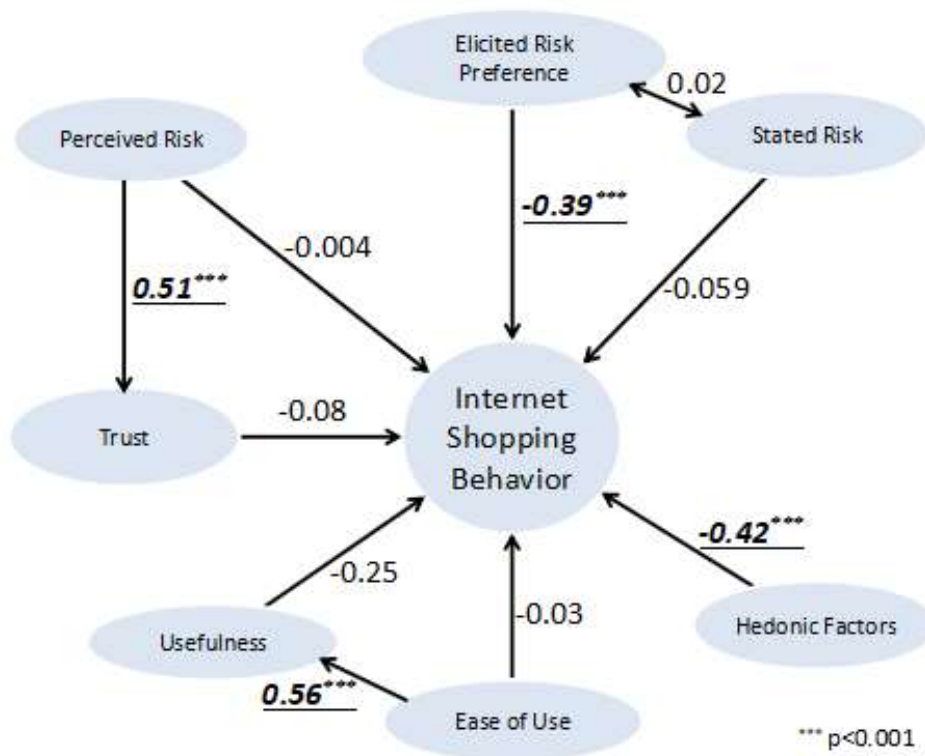 Elicited Risk
Preference
0.02
Perceived Risk
Stated Risk
-0.39***
-0.004
0.51***
-0.059
Internet
Shopping
Behavior
-0.08
Trust
-0.42***
-0.25
-0.03
Usefulness
Hedonic Factors
0.56***
Ease of Use
*** p<0.001